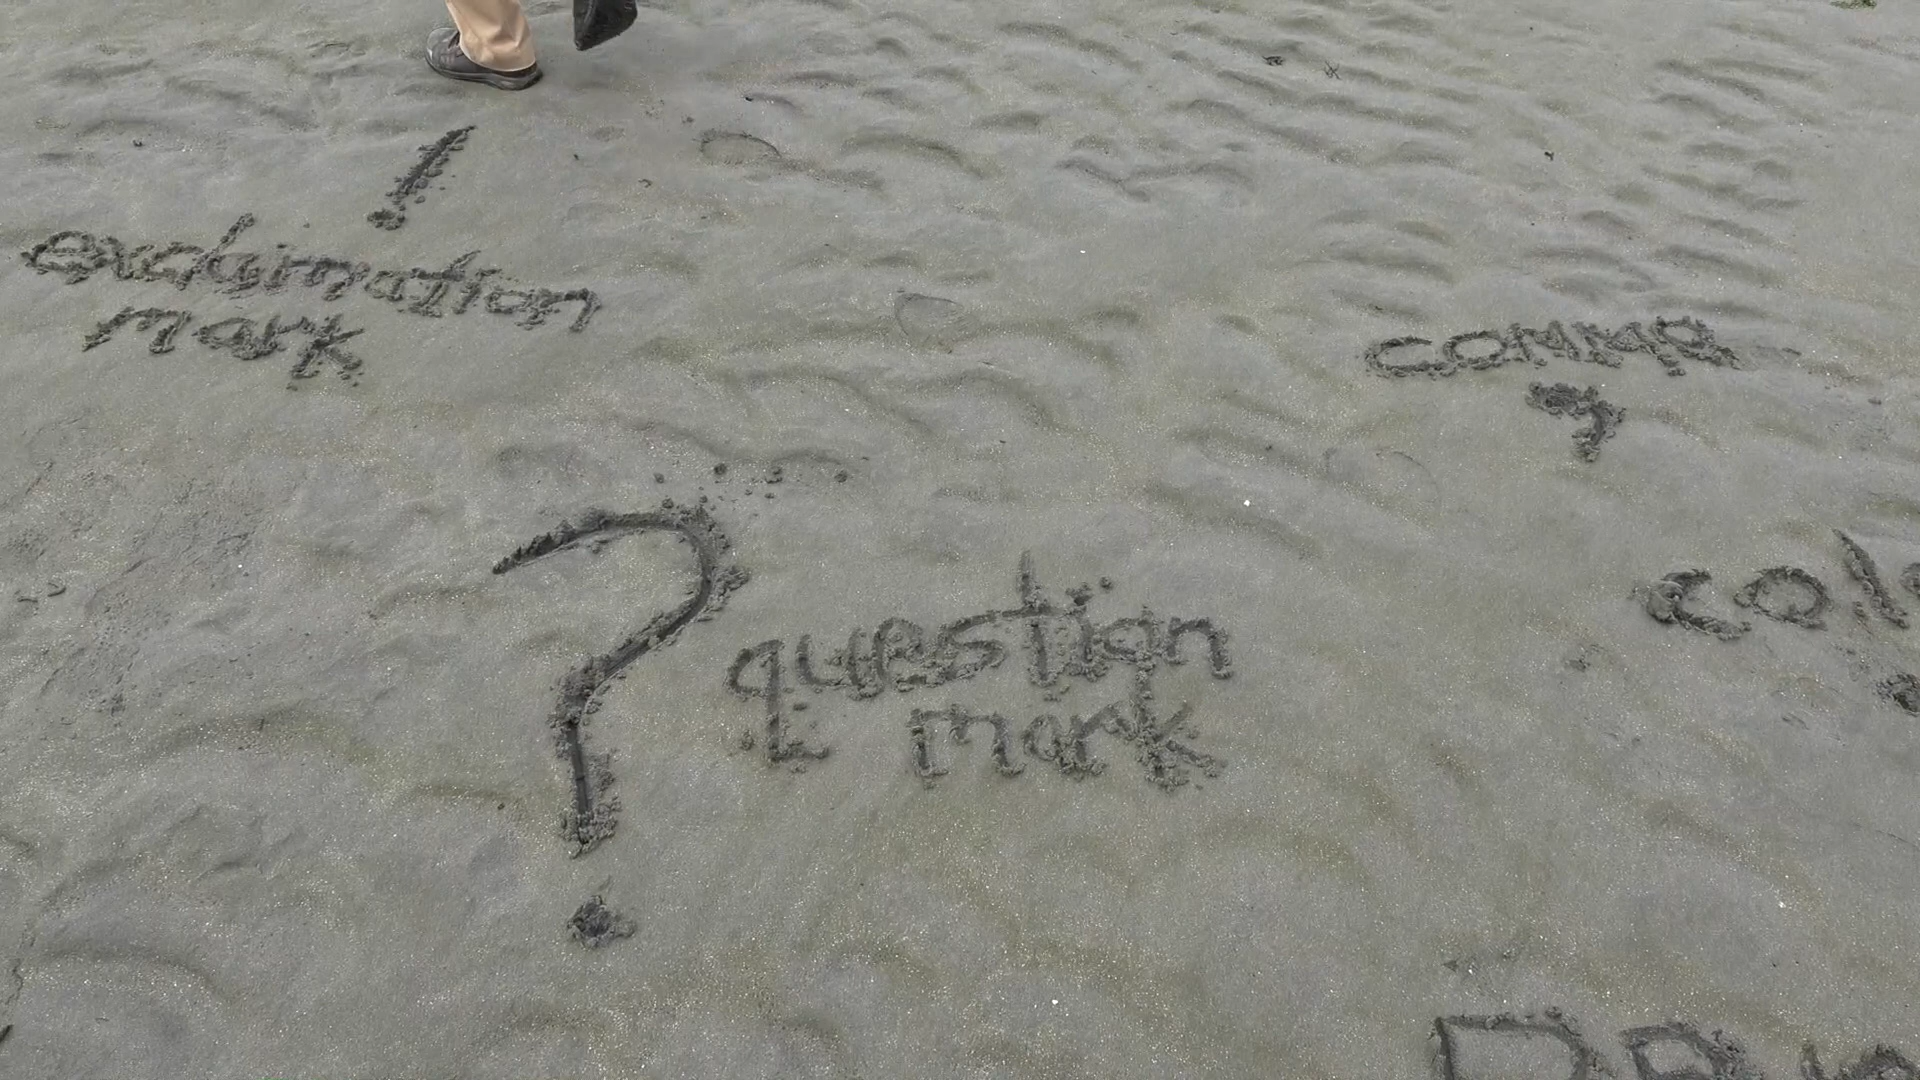 !
exclamation
mark
comma
,
? question
mark